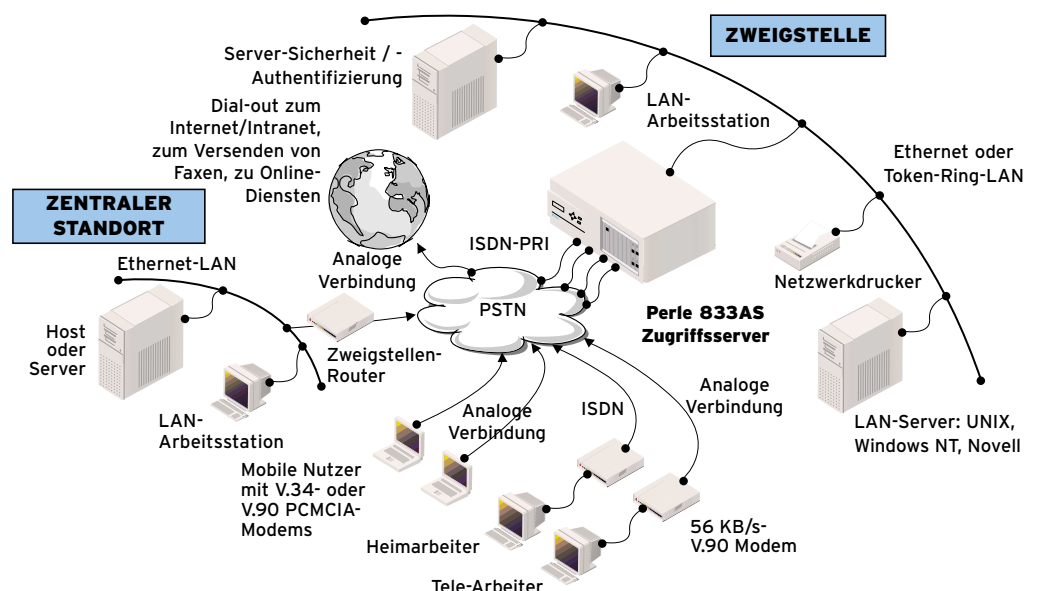 ZWEIGSTELLE
Server-Sicherheit / -
Authentifizierung
LAN-
Arbeitsstation
Dial-out zum
Internet/Intranet,
zum Versenden von
Faxen, zu Online-
Diensten
Ethernet oder
Token-Ring-LAN
ZENTRALER
STANDORT
ISDN-PRI
Analoge
Verbindung
Ethernet-LAN
Netzwerkdrucker
PSTN
Perle 833AS
Zugriffsserver
Host
oder
Server
Zweigstellen-
Router
Analoge
Verbindung
ISDN
Analoge
Verbindung
LAN-
Arbeitsstation
LAN-Server: UNIX,
Windows NT, Novell
Mobile Nutzer
mit V.34- oder
V.90 PCMCIA-
Modems
56 KB/s-
V.90 Modem
Heimarbeiter
Tele-Arbeiter